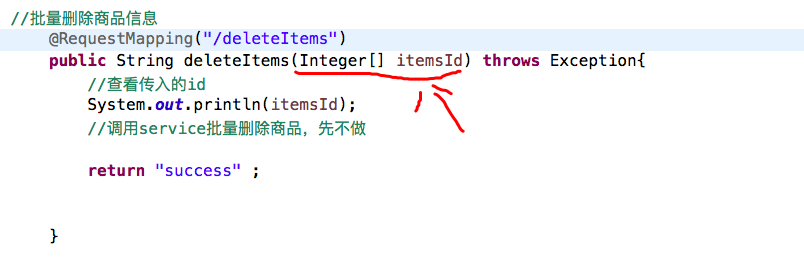 //批量删除商品信息
@RequestMapping("/deleteItems")
public String deleteItems(Integer[] itemsId) throws Exception{
//查看传入的id
System.out.println(itemsId);
//调用service批量删除商品，先不做
return "success" ;
}